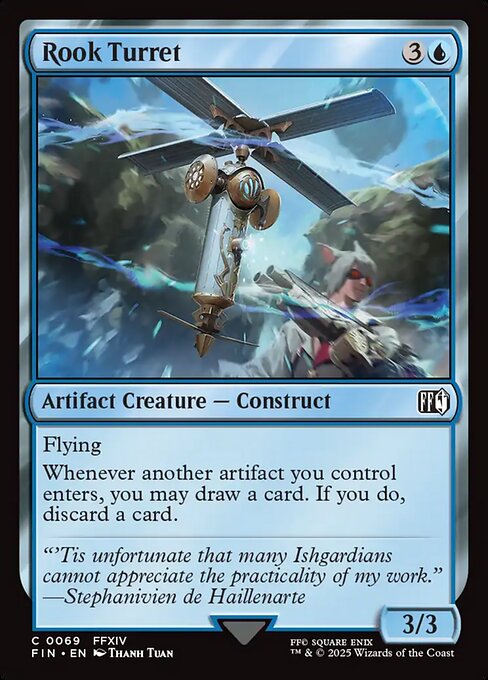 Rook Turret 3
Artifact Creature — Construct
Flying
Whenever another artifact you control
enters, you may draw a card. If you do,
discard a card.
“’Tis unfortunate that many Ishgardians
cannot appreciate the practicality of my work.”
—Stephanivien de Haillenarte
3/3
C 0069 FFXIV
FIN • EN Thanh Tuan
FF© SQUARE ENIX
™ & © 2025 Wizards of the Coast